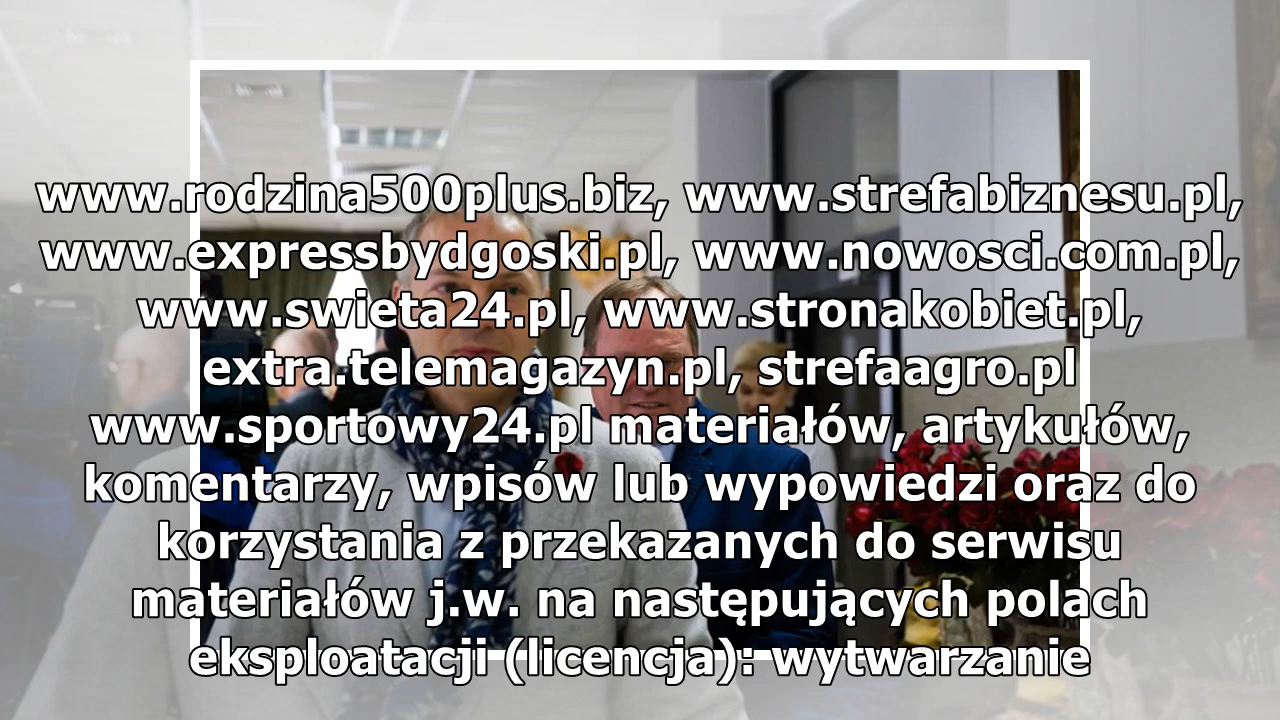 www.rodzina500plus.biz, www.strefabiznesu.pl,
www.expressbydgoski.pl, www.nowosci.com.pl,
www.swieta24.pl, www.stronakobiet.pl,
extra.telemagazyn.pl, strefaagro.pl
www.sportowy24.pl materiałów, artykułów,
komentarzy, wpisów lub wypowiedzi oraz do
korzystania z przekazanych do serwisu
materiałów j.w. na następujących polach
eksploatacji (licencja): wytwarzanie